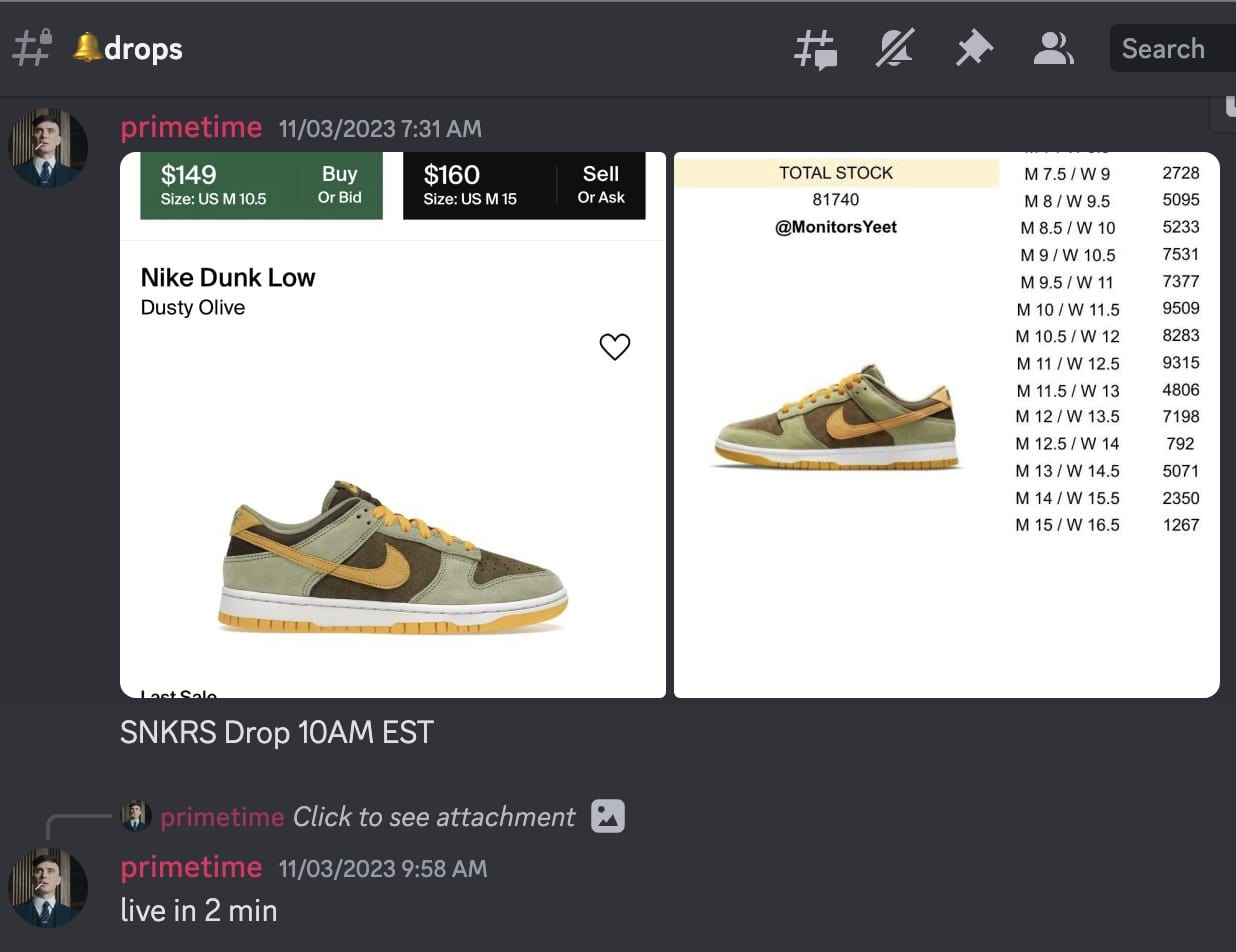 🔔drops
Search
primetime 11/03/2023 7:31 AM
$149 Buy
Size: US M 10.5 Or Bid
$160 Sell
Size: US M 15 Or Ask
Nike Dunk Low
Dusty Olive
Last Sale
TOTAL STOCK
81740
@MonitorsYeet
M 7.5 / W 9 2728
M 8 / W 9.5 5095
M 8.5 / W 10 5233
M 9 / W 10.5 7531
M 9.5 / W 11 7377
M 10 / W 11.5 9509
M 10.5 / W 12 8283
M 11 / W 12.5 9315
M 11.5 / W 13 4806
M 12 / W 13.5 7198
M 12.5 / W 14 792
M 13 / W 14.5 5071
M 14 / W 15.5 2350
M 15 / W 16.5 1267
SNKRS Drop 10AM EST
primetime Click to see attachment
primetime 11/03/2023 9:58 AM
live in 2 min